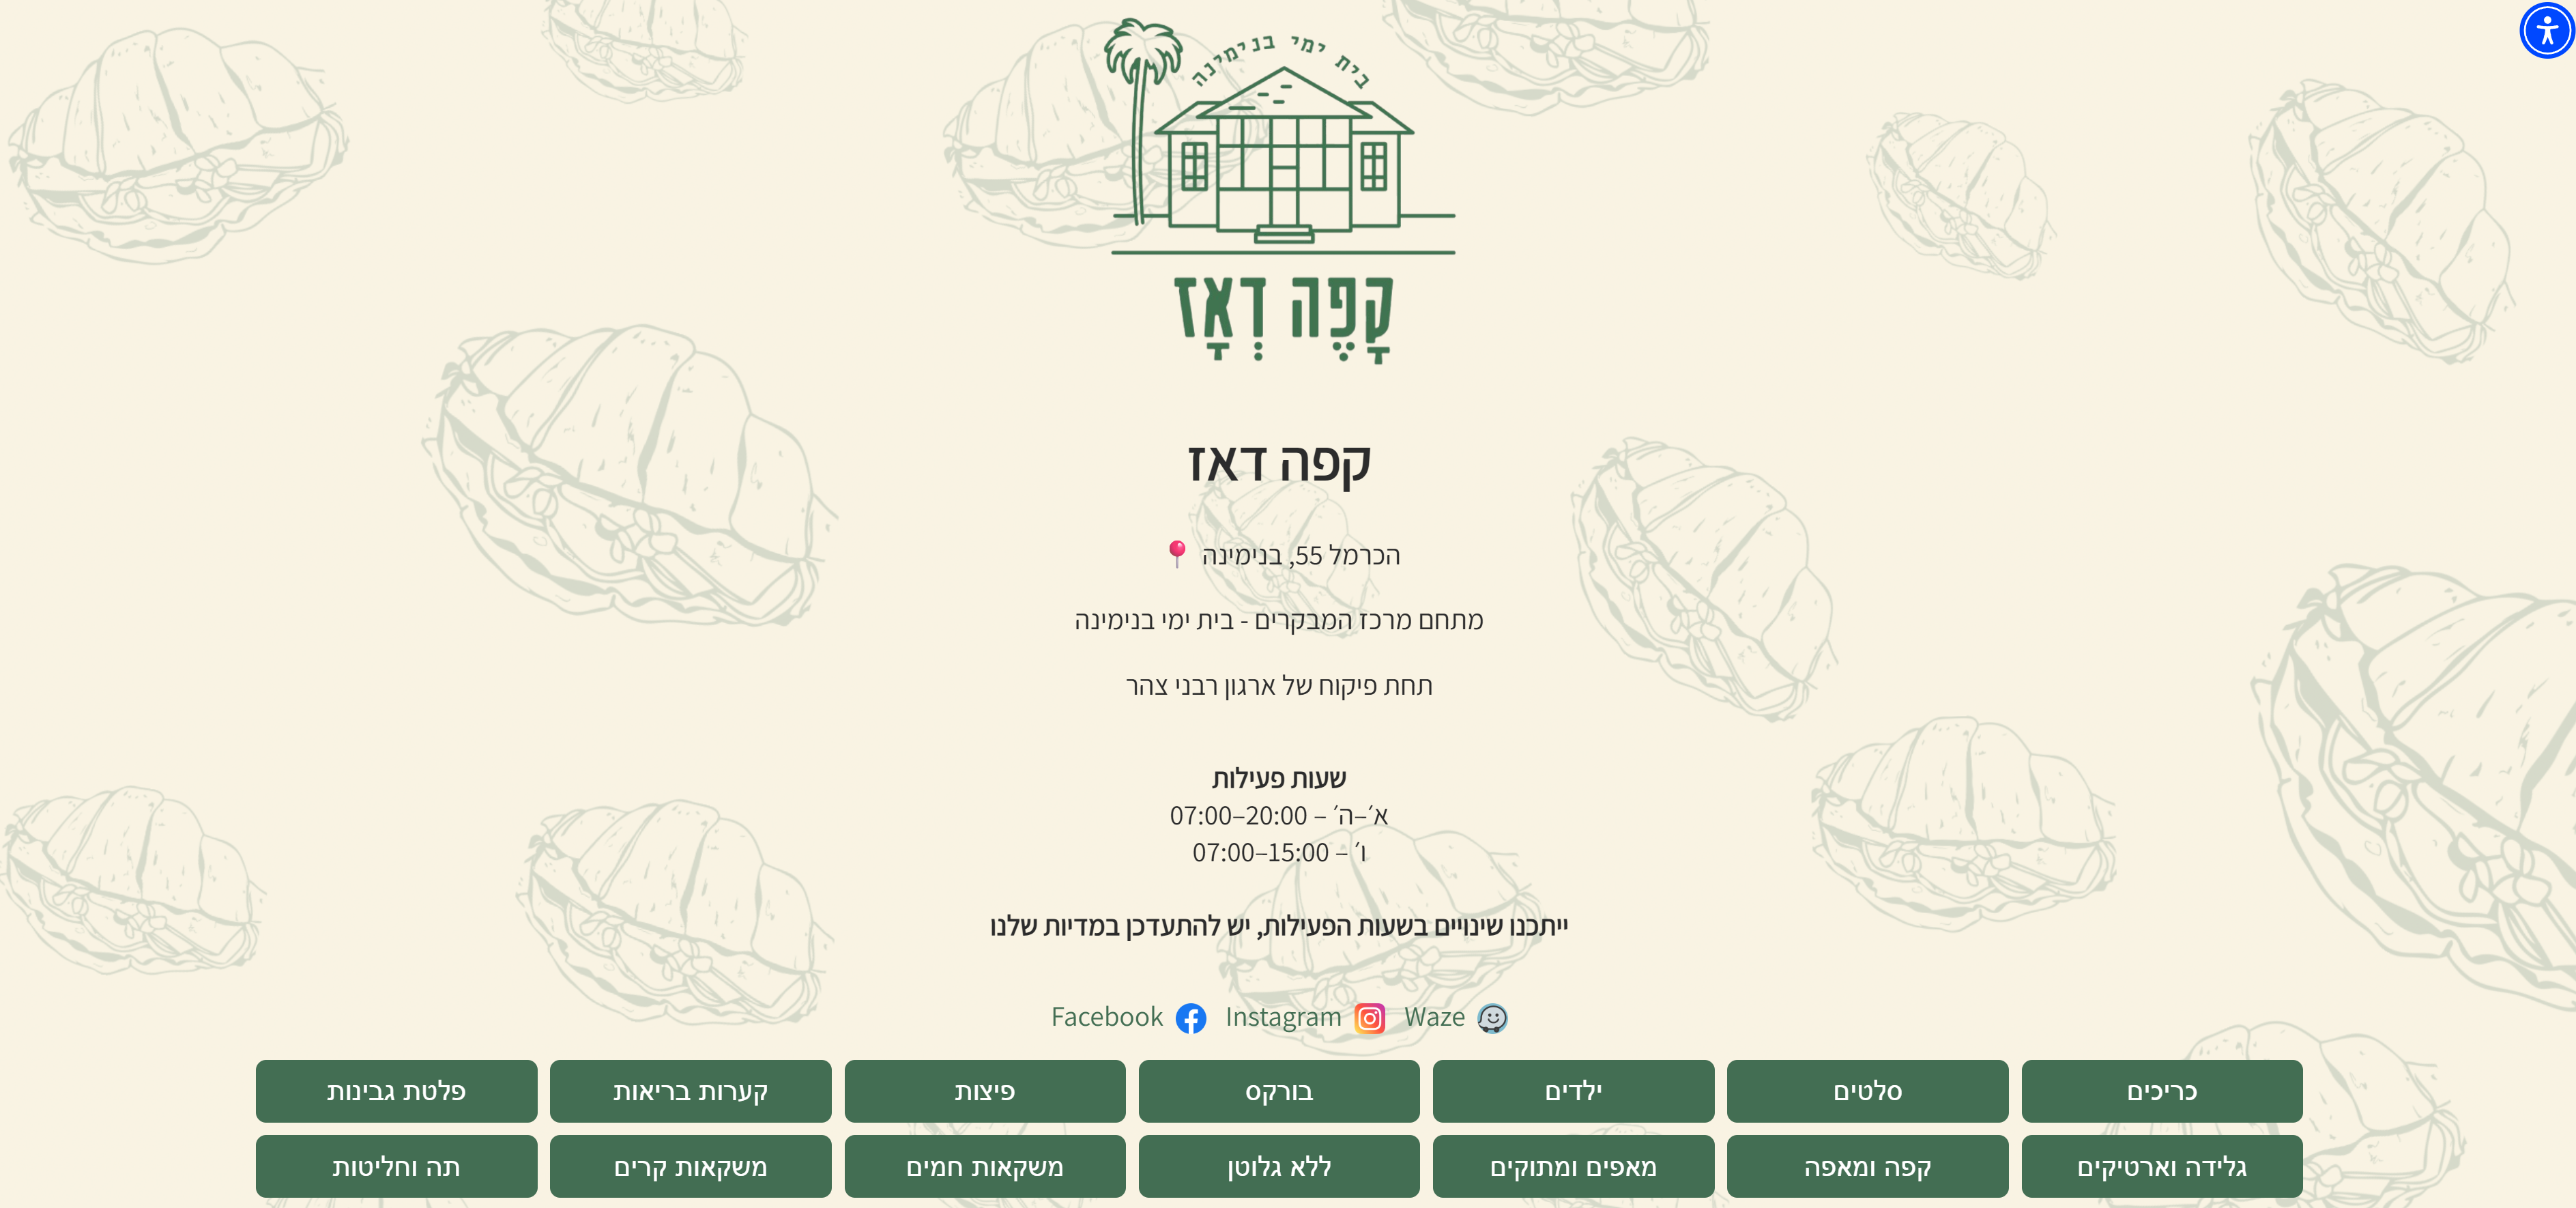 בית ימי בנימינה
קָפֶּה דְאָז
קפה דאז
הכרמל 55, בנימינה 📍
מתחם מרכז המבקרים - בית ימי בנימינה
תחת פיקוח של ארגון רבני צהר
שעות פעילות
א׳–ה׳ – 07:00–20:00
ו׳ – 07:00–15:00
ייתכנו שינויים בשעות הפעילות, יש להתעדכן במדיות שלנו
Waze Instagram Facebook
כריכים סלטים ילדים בורקס פיצות קערות בריאות פלטת גבינות
גלידה וארטיקים קפה ומאפה מאפים ומתוקים ללא גלוטן משקאות חמים משקאות קרים תה וחליטות